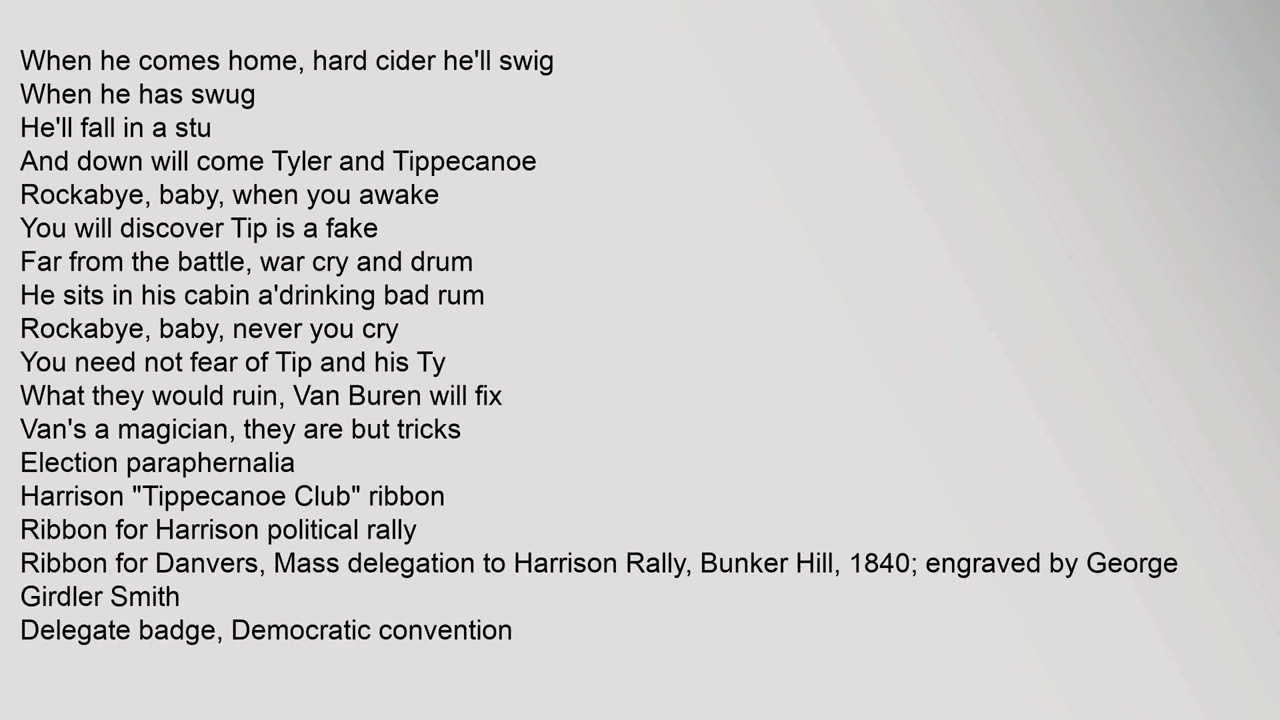 When he comes home, hard cider he'll swig
When he has swug
He'll fall in a stu
And down will come Tyler and Tippecanoe
Rockabye, baby, when you awake
You will discover Tip is a fake
Far from the battle, war cry and drum
He sits in his cabin a'drinking bad rum
Rockabye, baby, never you cry
You need not fear of Tip and his Ty
What they would ruin, Van Buren will fix
Van's a magician, they are but tricks
Election paraphernalia
Harrison "Tippecanoe Club" ribbon
Ribbon for Harrison political rally
Ribbon for Danvers, Mass delegation to Harrison Rally, Bunker Hill, 1840; engraved by George
Girdler Smith
Delegate badge, Democratic convention